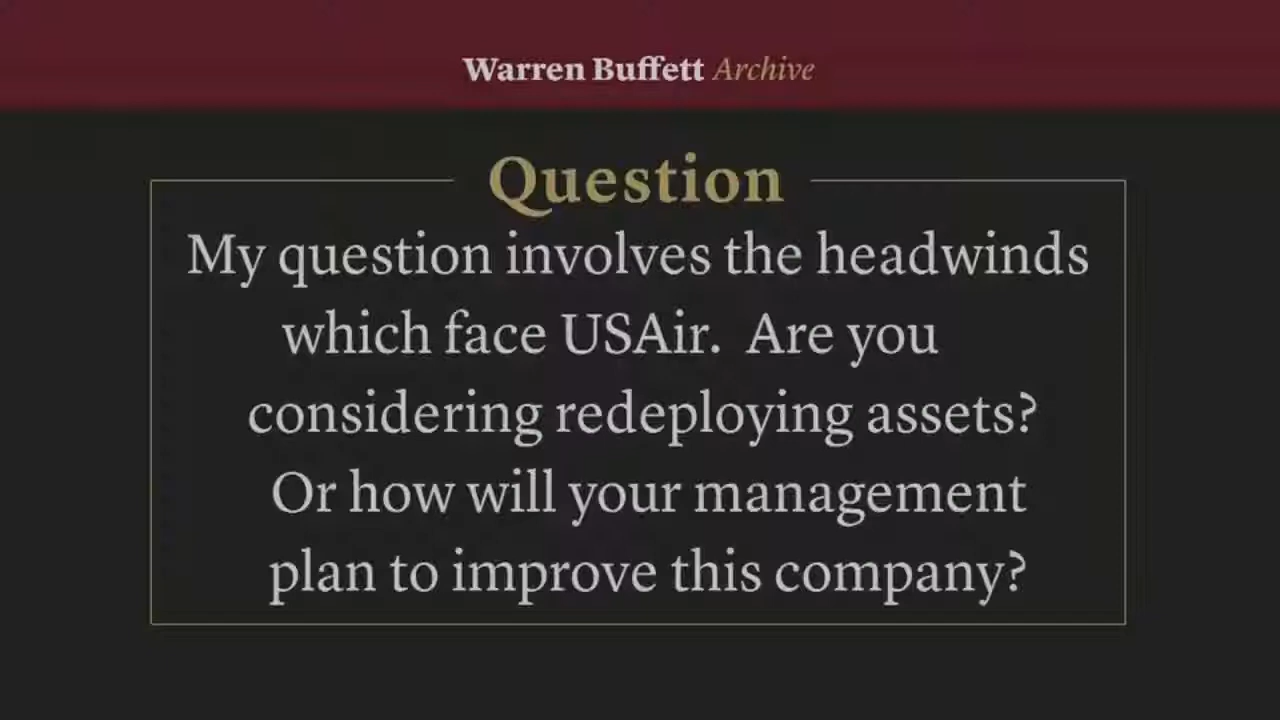 Warren Buffett Archive
Question
My question involves the headwinds
which face USAir. Are you
considering redeploying assets?
Or how will your management
plan to improve this company?